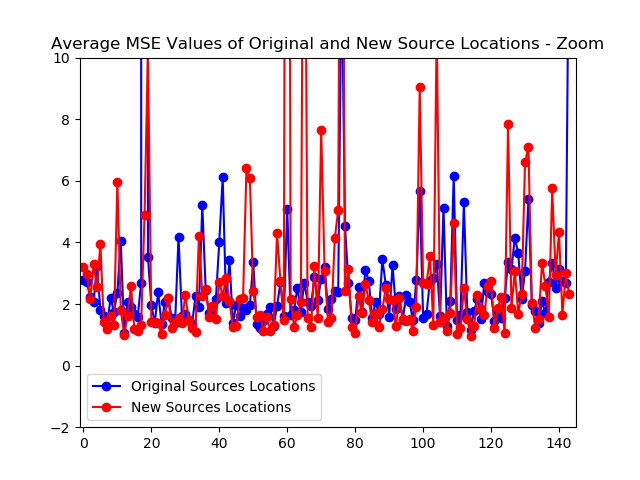 Average MSE Values of Original and New Source Locations - Zoom
10
8
6
4
2
0
−2
0 20 40 60 80 100 120 140
Original Sources Locations
New Sources Locations